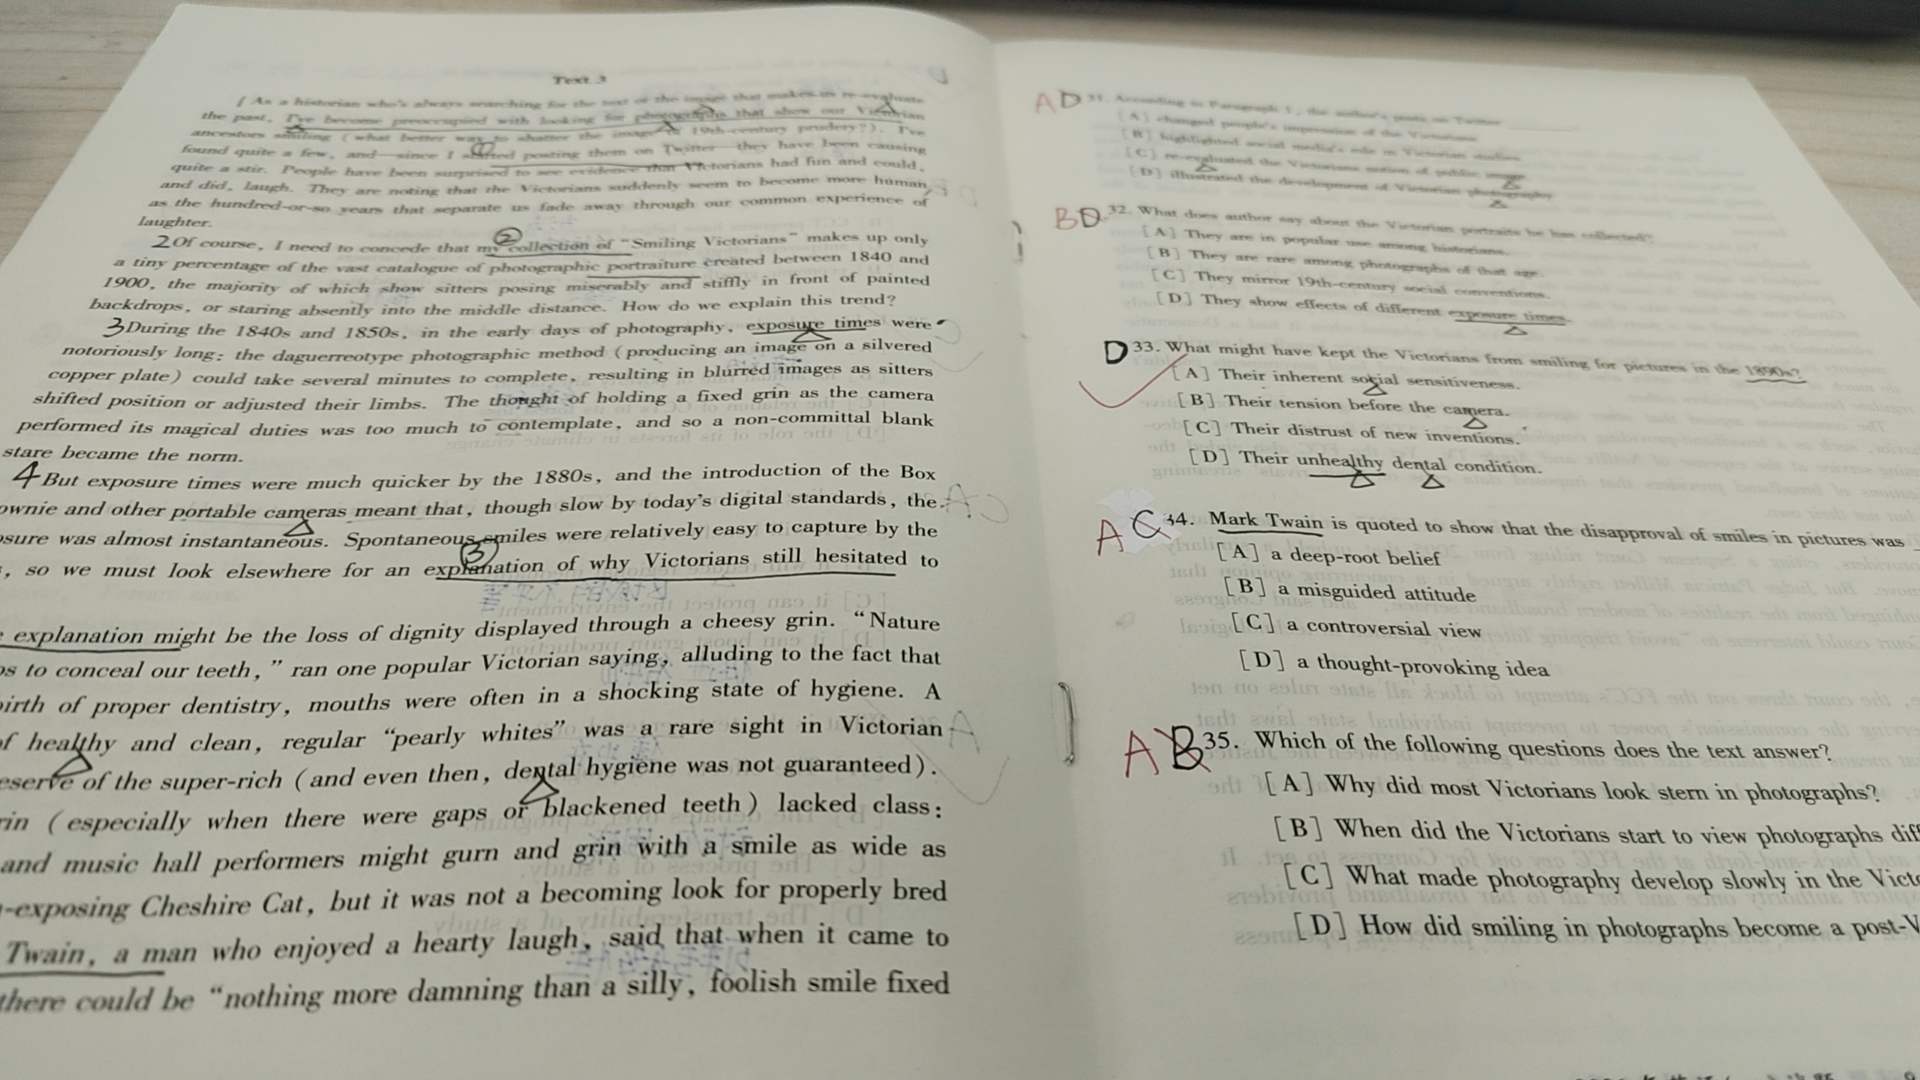 Text 3
1 As a historian who's always searching for the text or the image that makes us re-evaluate
the past, I've become preoccupied with looking for photographs that show our Victorian
ancestors smiling (what better way to shatter the image of 19th-century prudery?). I've
found quite a few, and—since I started posting them on Twitter—they have been causing
quite a stir. People have been surprised to see evidence that Victorians had fun and could,
and did, laugh. They are noting that the Victorians suddenly seem to become more human
as the hundred-or-so years that separate us fade away through our common experience of
laughter.
2 Of course, I need to concede that my collection of "Smiling Victorians" makes up only
a tiny percentage of the vast catalogue of photographic portraiture created between 1840 and
1900, the majority of which show sitters posing miserably and stiffly in front of painted
backdrops, or staring absently into the middle distance. How do we explain this trend?
3 During the 1840s and 1850s, in the early days of photography, exposure times were
notoriously long: the daguerreotype photographic method (producing an image on a silvered
copper plate) could take several minutes to complete, resulting in blurred images as sitters
shifted position or adjusted their limbs. The thought of holding a fixed grin as the camera
performed its magical duties was too much to contemplate, and so a non-committal blank
stare became the norm.
4 But exposure times were much quicker by the 1880s, and the introduction of the Box
ownie and other portable cameras meant that, though slow by today's digital standards, the
osure was almost instantaneous. Spontaneous smiles were relatively easy to capture by the
, so we must look elsewhere for an explanation of why Victorians still hesitated to
explanation might be the loss of dignity displayed through a cheesy grin. "Nature
us to conceal our teeth," ran one popular Victorian saying, alluding to the fact that
birth of proper dentistry, mouths were often in a shocking state of hygiene. A
f healthy and clean, regular "pearly whites" was a rare sight in Victorian
eserve of the super-rich (and even then, dental hygiene was not guaranteed).
rin (especially when there were gaps or blackened teeth) lacked class:
and music hall performers might gurn and grin with a smile as wide as
-exposing Cheshire Cat, but it was not a becoming look for properly bred
Twain, a man who enjoyed a hearty laugh, said that when it came to
there could be "nothing more damning than a silly, foolish smile fixed
A D 31. According to Paragraph 1, the author's posts on Twitter
[A] changed people's impression of the Victorians
[B] highlighted social media's role in Victorian studies
[C] re-evaluated the Victorians notion of public image
[D] illustrated the development of Victorian photography
B D 32. What does author say about the Victorian portraits he has collected?
[A] They are in popular use among historians.
[B] They are rare among photographs of that age.
[C] They mirror 19th-century social conventions.
[D] They show effects of different exposure times.
D 33. What might have kept the Victorians from smiling for pictures in the 1890s?
[A] Their inherent social sensitiveness.
[B] Their tension before the camera.
[C] Their distrust of new inventions.
[D] Their unhealthy dental condition.
A C 34. Mark Twain is quoted to show that the disapproval of smiles in pictures was
[A] a deep-root belief
[B] a misguided attitude
[C] a controversial view
[D] a thought-provoking idea
A B 35. Which of the following questions does the text answer?
[A] Why did most Victorians look stern in photographs?
[B] When did the Victorians start to view photographs diff
[C] What made photography develop slowly in the Vict
[D] How did smiling in photographs become a post-V